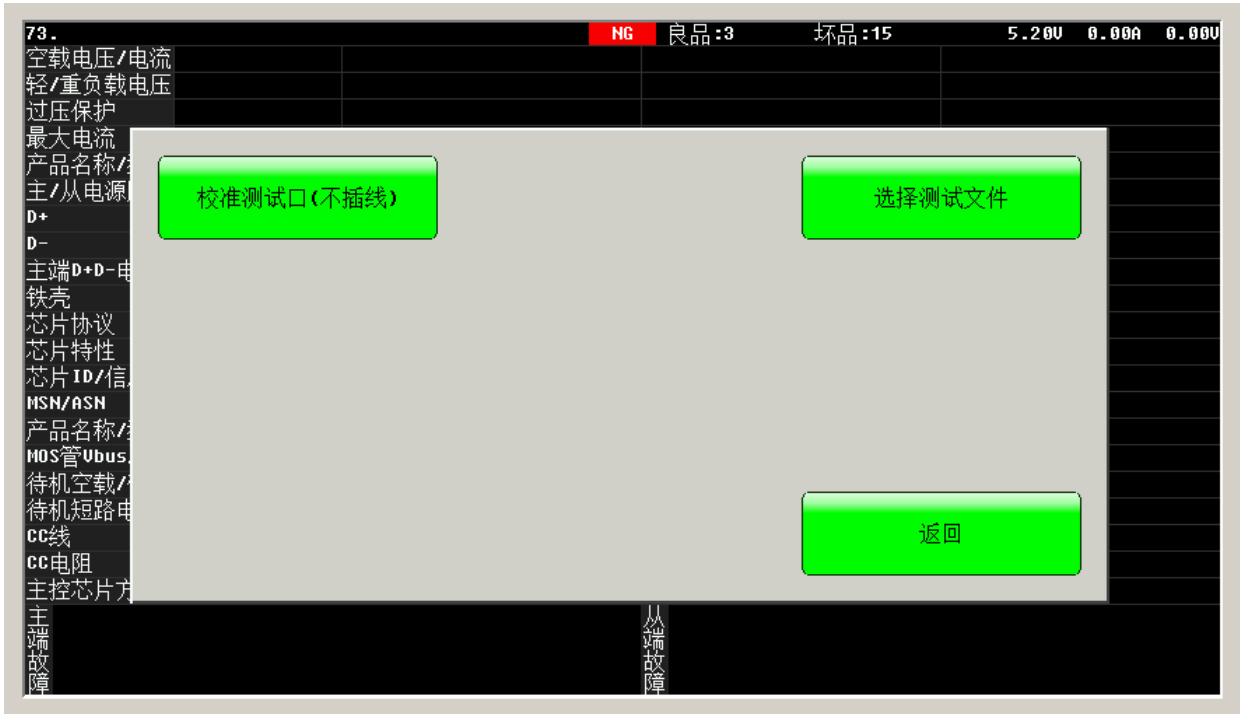 73. NG 良品:3 坏品:15 5.20V 0.00A 0.00V
空载电压/电流
轻/重负载电压
过压保护
最大电流
产品名称/
主/从电源
D+
D-
主端D+D-电
铁壳
芯片协议
芯片特性
芯片ID/信
MSN/ASN
产品名称/
MOS管Vbus
待机空载/
待机短路电
CC线
CC电阻
主控芯片方
校准测试口(不插线)
选择测试文件
返回
主端故障
从端故障